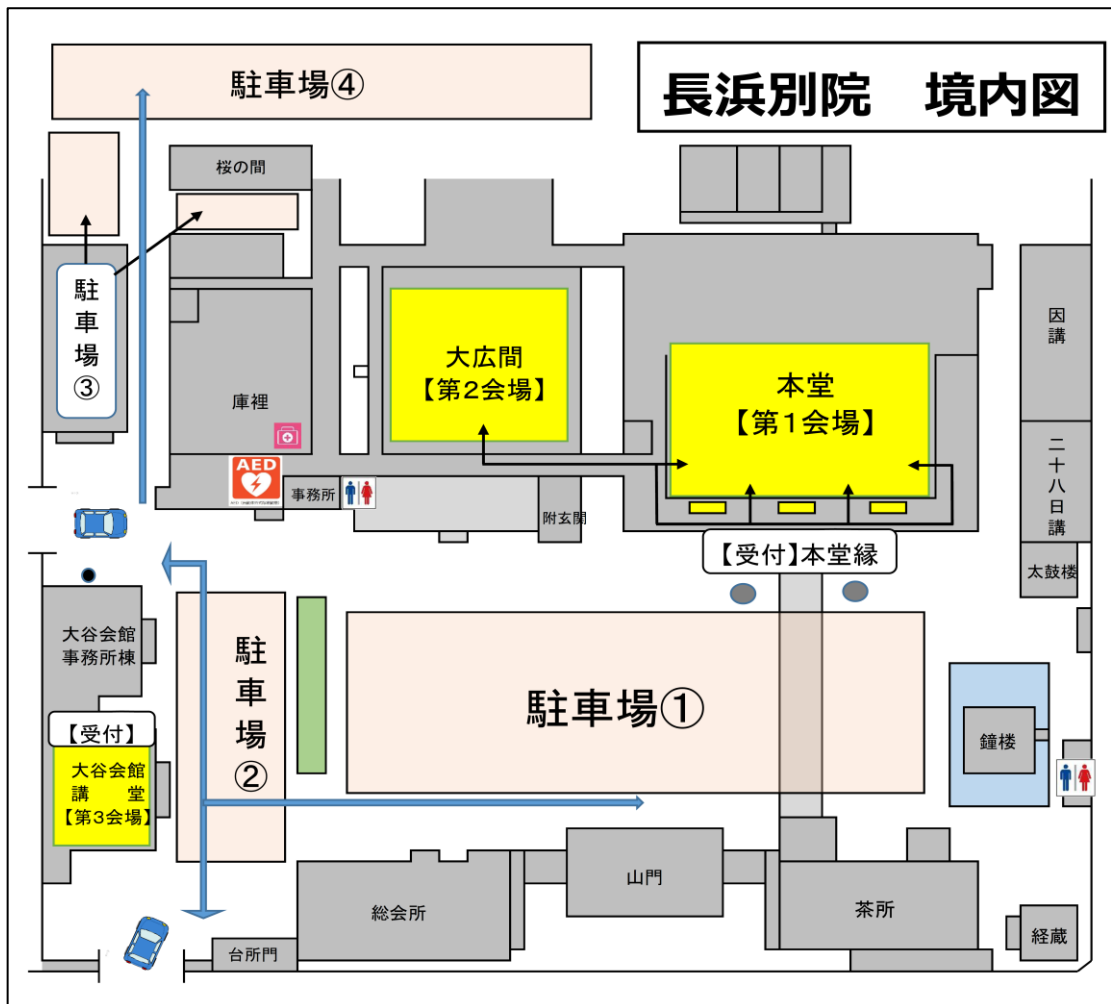 長浜別院　境内図
駐車場④
桜の間
駐車場③
庫裡
大広間
【第２会場】
本堂
【第１会場】
因講
二十八日講
太鼓楼
AED
事務所
附玄関
【受付】本堂縁
大谷会館
事務所棟
【受付】
大谷会館
講　堂
【第３会場】
駐車場②
駐車場①
鐘楼
総会所
山門
茶所
経蔵
台所門